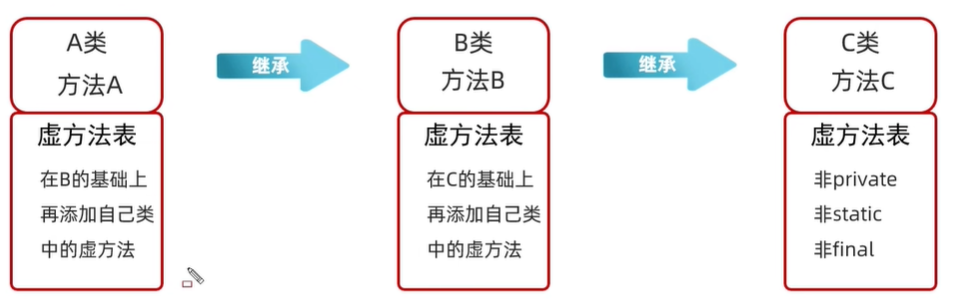 A类
方法A
继承
B类
方法B
继承
C类
方法C
虚方法表
在B的基础上
再添加自己类
中的虚方法
虚方法表
在C的基础上
再添加自己类
中的虚方法
虚方法表
非private
非static
非final